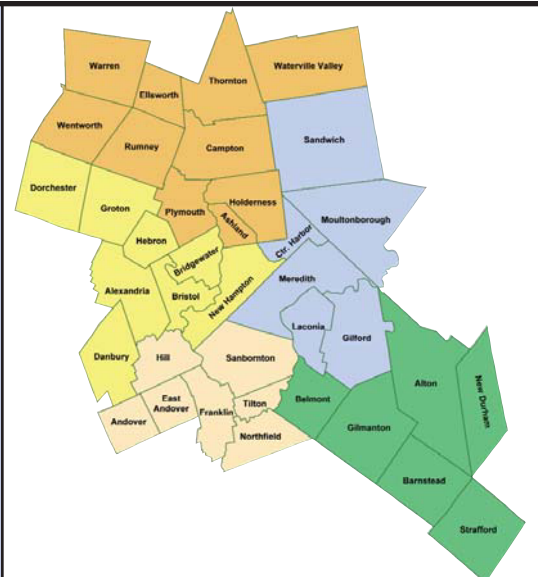 Warren
Ellsworth
Thornton
Waterville Valley
Wentworth
Rumney
Campton
Sandwich
Dorchester
Groton
Plymouth
Holderness
Ashland
Moultonborough
Hebron
Ctr. Harbor
Bridgewater
Alexandria
Bristol
New Hampton
Meredith
Laconia
Gilford
Danbury
Hill
Sanbornton
Alton
New Durham
Andover
East
Andover
Franklin
Tilton
Belmont
Northfield
Gilmanton
Barnstead
Strafford